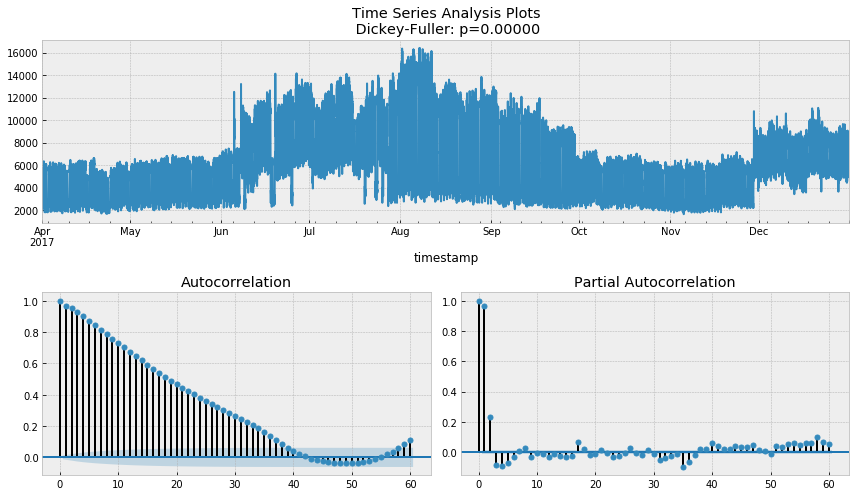 Time Series Analysis Plots
Dickey-Fuller: p=0.00000
16000
14000
12000
10000
8000
6000
4000
2000
Apr May Jun Jul Aug Sep Oct Nov Dec
2017
timestamp
Autocorrelation
1.0
0.8
0.6
0.4
0.2
0.0
0 10 20 30 40 50 60
Partial Autocorrelation
1.0
0.8
0.6
0.4
0.2
0.0
0 10 20 30 40 50 60